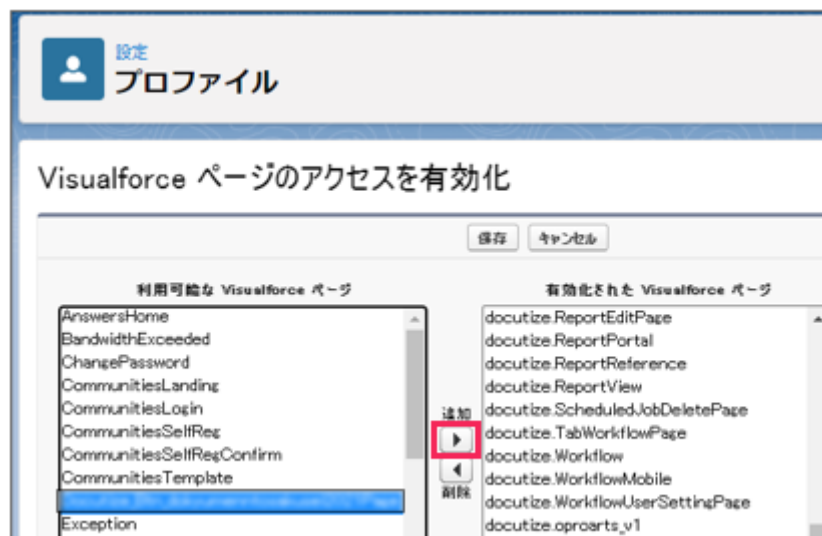 設定
プロファイル
Visualforce ページのアクセスを有効化
保存
キャンセル
利用可能な Visualforce ページ
AnswersHome
BandwidthExceeded
ChangePassword
CommunitiesLanding
CommunitiesLogin
CommunitiesSelfReg
CommunitiesSelfRegConfirm
CommunitiesTemplate
Exception
追加
削除
有効化された Visualforce ページ
docutize.ReportEditPage
docutize.ReportPortal
docutize.ReportReference
docutize.ReportView
docutize.ScheduledJobDeletePage
docutize.TabWorkflowPage
docutize.Workflow
docutize.WorkflowMobile
docutize.WorkflowUserSettingPage
docutize.oproarts_v1